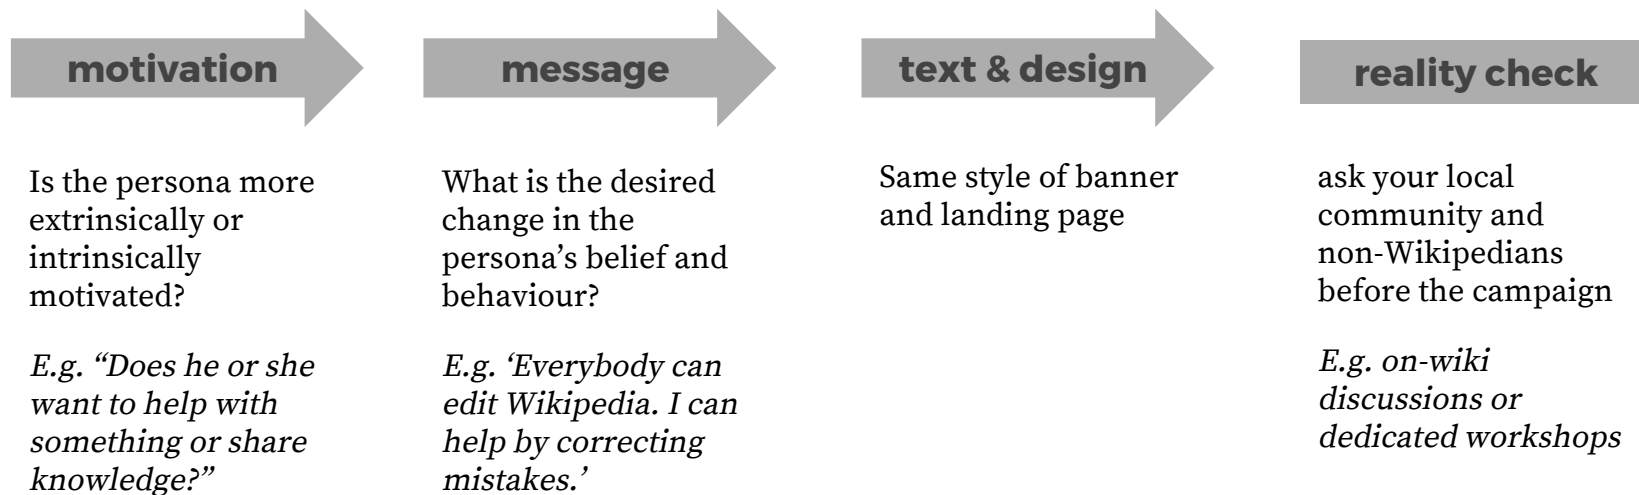 motivation
Is the persona more
extrinsically or
intrinsically
motivated?
E.g. “Does he or she
want to help with
something or share
knowledge?”
message
What is the desired
change in the
persona’s belief and
behaviour?
E.g. ‘Everybody can
edit Wikipedia. I can
help by correcting
mistakes.’
text & design
Same style of banner
and landing page
reality check
ask your local
community and
non-Wikipedians
before the campaign
E.g. on-wiki
discussions or
dedicated workshops